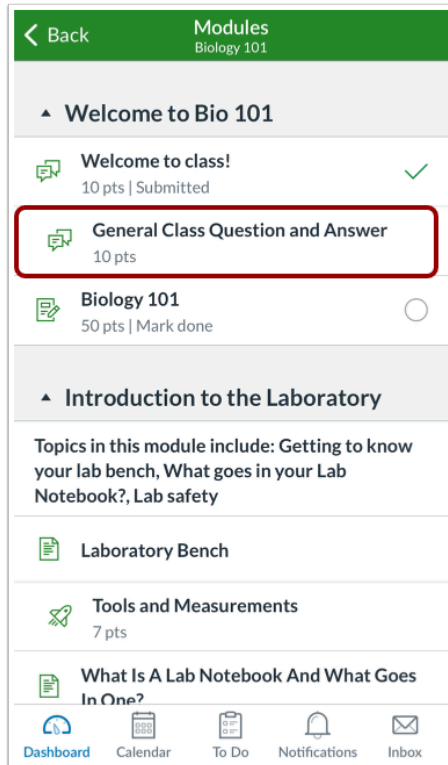 Back
Modules
Biology 101
Welcome to Bio 101
Welcome to class!
10 pts | Submitted
General Class Question and Answer
10 pts
Biology 101
50 pts | Mark done
Introduction to the Laboratory
Topics in this module include: Getting to know
your lab bench, What goes in your Lab
Notebook?, Lab safety
Laboratory Bench
Tools and Measurements
7 pts
What Is A Lab Notebook And What Goes
In One?
Dashboard
Calendar
To Do
Notifications
Inbox